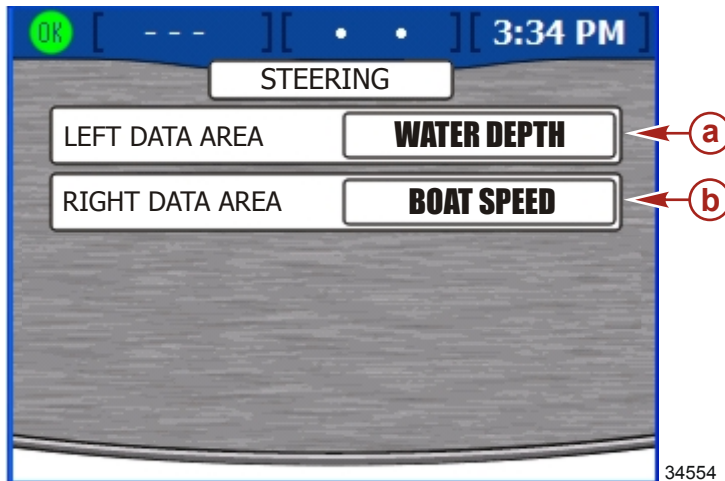 OK [ - - - ][ • • ][ 3:34 PM ]
STEERING
LEFT DATA AREA WATER DEPTH a
RIGHT DATA AREA BOAT SPEED b
34554